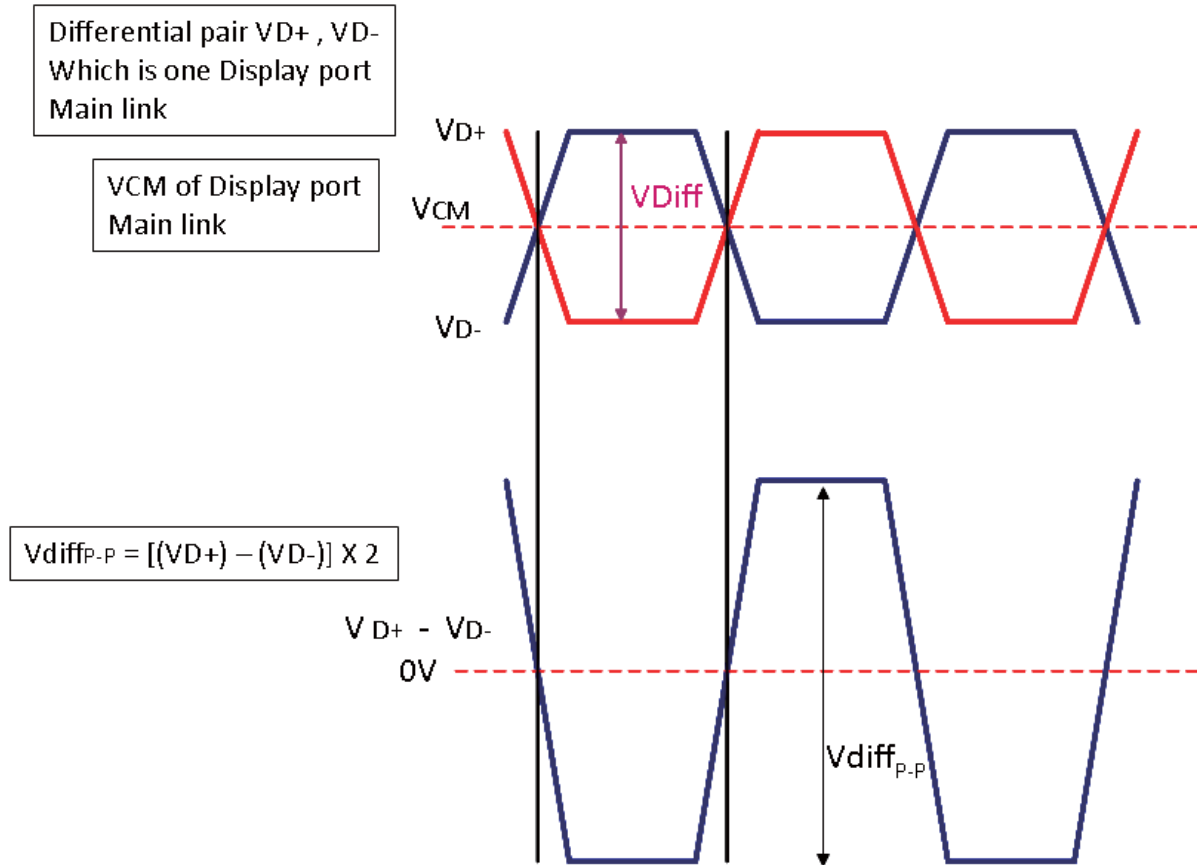 Differential pair VD+ , VD-
Which is one Display port
Main link
VD+
VCM of Display port
Main link
VDiff
VCM
VD-
VdiffP-P = [(VD+) – (VD-)] X 2
V D+ - VD-
0V
VdiffP-P